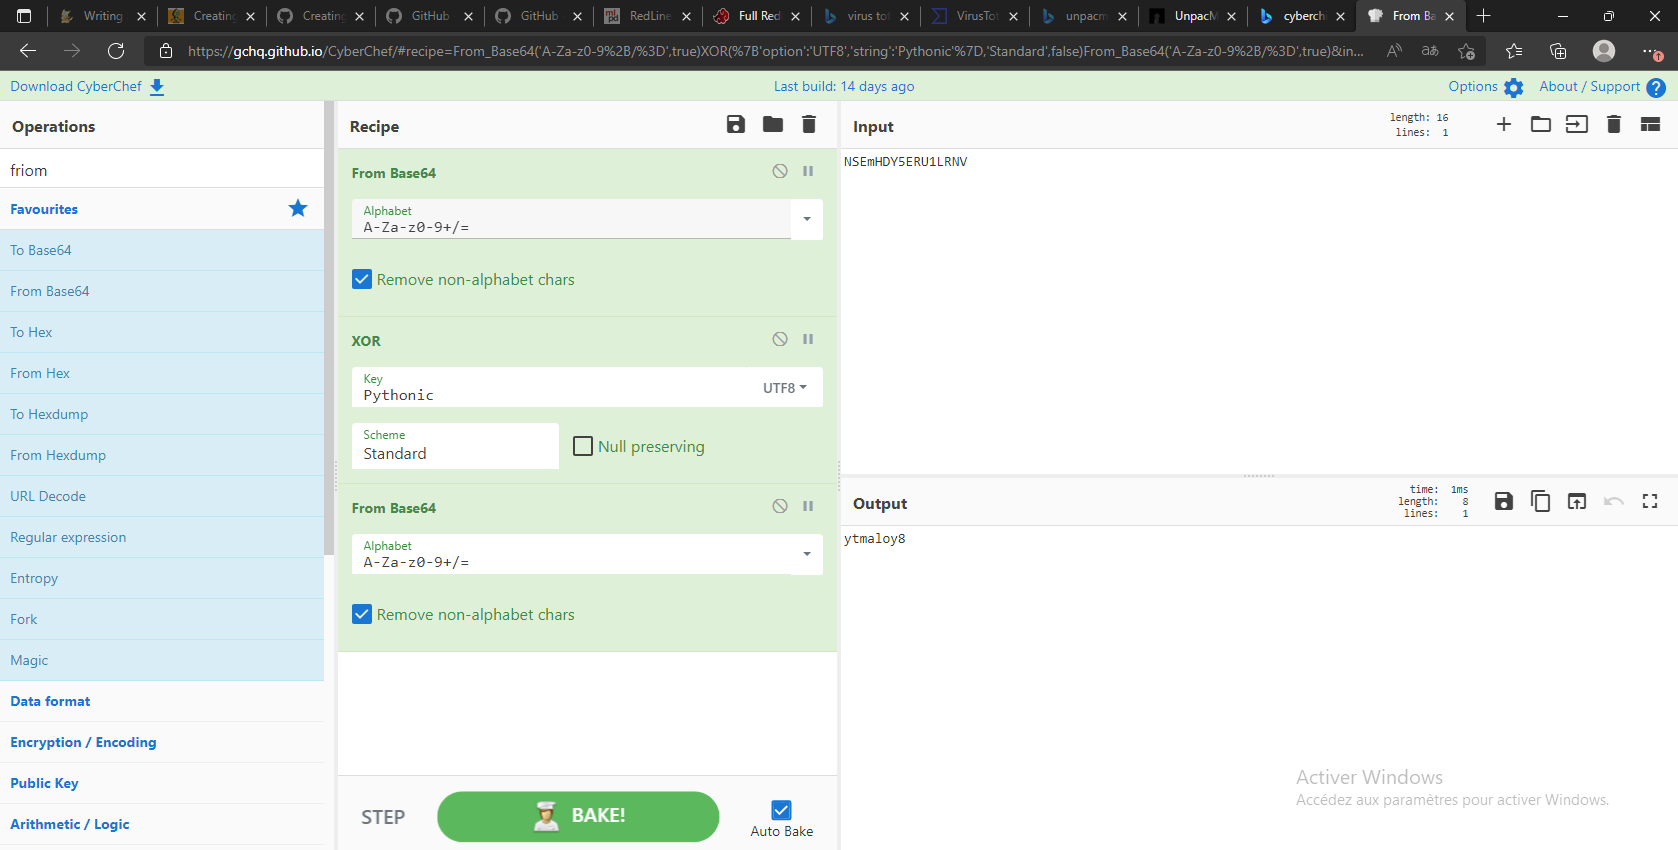 Writing
Creating
Creating
GitHub
GitHub
RedLine
Full Red
virus tot
VirusTot
unpacm
UnpacM
cyberch
From Ba
https://gchq.github.io/CyberChef/#recipe=From_Base64('A-Za-z0-9%2B/%3D',true)XOR(%7B'option':'UTF8','string':'Pythonic'%7D,'Standard',false)From_Base64('A-Za-z0-9%2B/%3D',true)&in...
Download CyberChef
Last build: 14 days ago
Options
About / Support
Operations
friom
Favourites
To Base64
From Base64
To Hex
From Hex
To Hexdump
From Hexdump
URL Decode
Regular expression
Entropy
Fork
Magic
Data format
Encryption / Encoding
Public Key
Arithmetic / Logic
Recipe
From Base64
Alphabet
A-Za-z0-9+/=
Remove non-alphabet chars
XOR
Key
Pythonic
UTF8
Scheme
Standard
Null preserving
From Base64
Alphabet
A-Za-z0-9+/=
Remove non-alphabet chars
STEP
BAKE!
Auto Bake
Input
length: 16
lines: 1
NSEmHDY5ERU1LRNV
Output
time: 1ms
length: 8
lines: 1
ytmaloy8
Activer Windows
Accédez aux paramètres pour activer Windows.